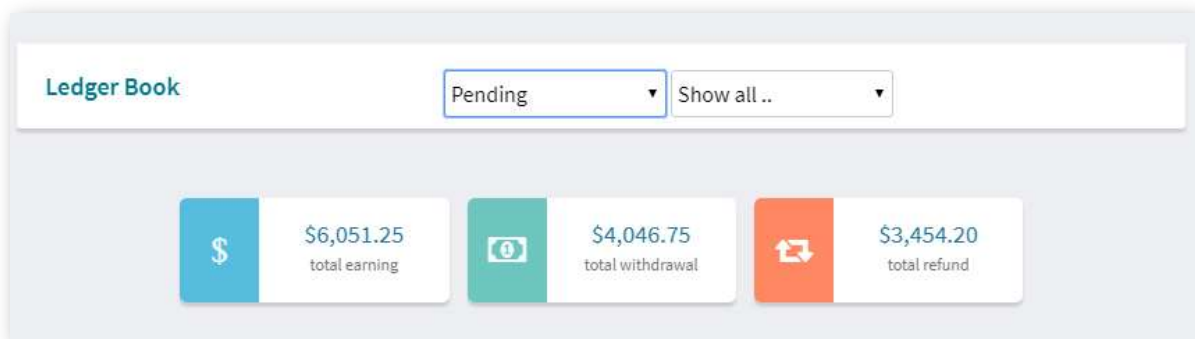 Ledger Book
Pending
Show all ..
$
$6,051.25
total earning
$4,046.75
total withdrawal
$3,454.20
total refund